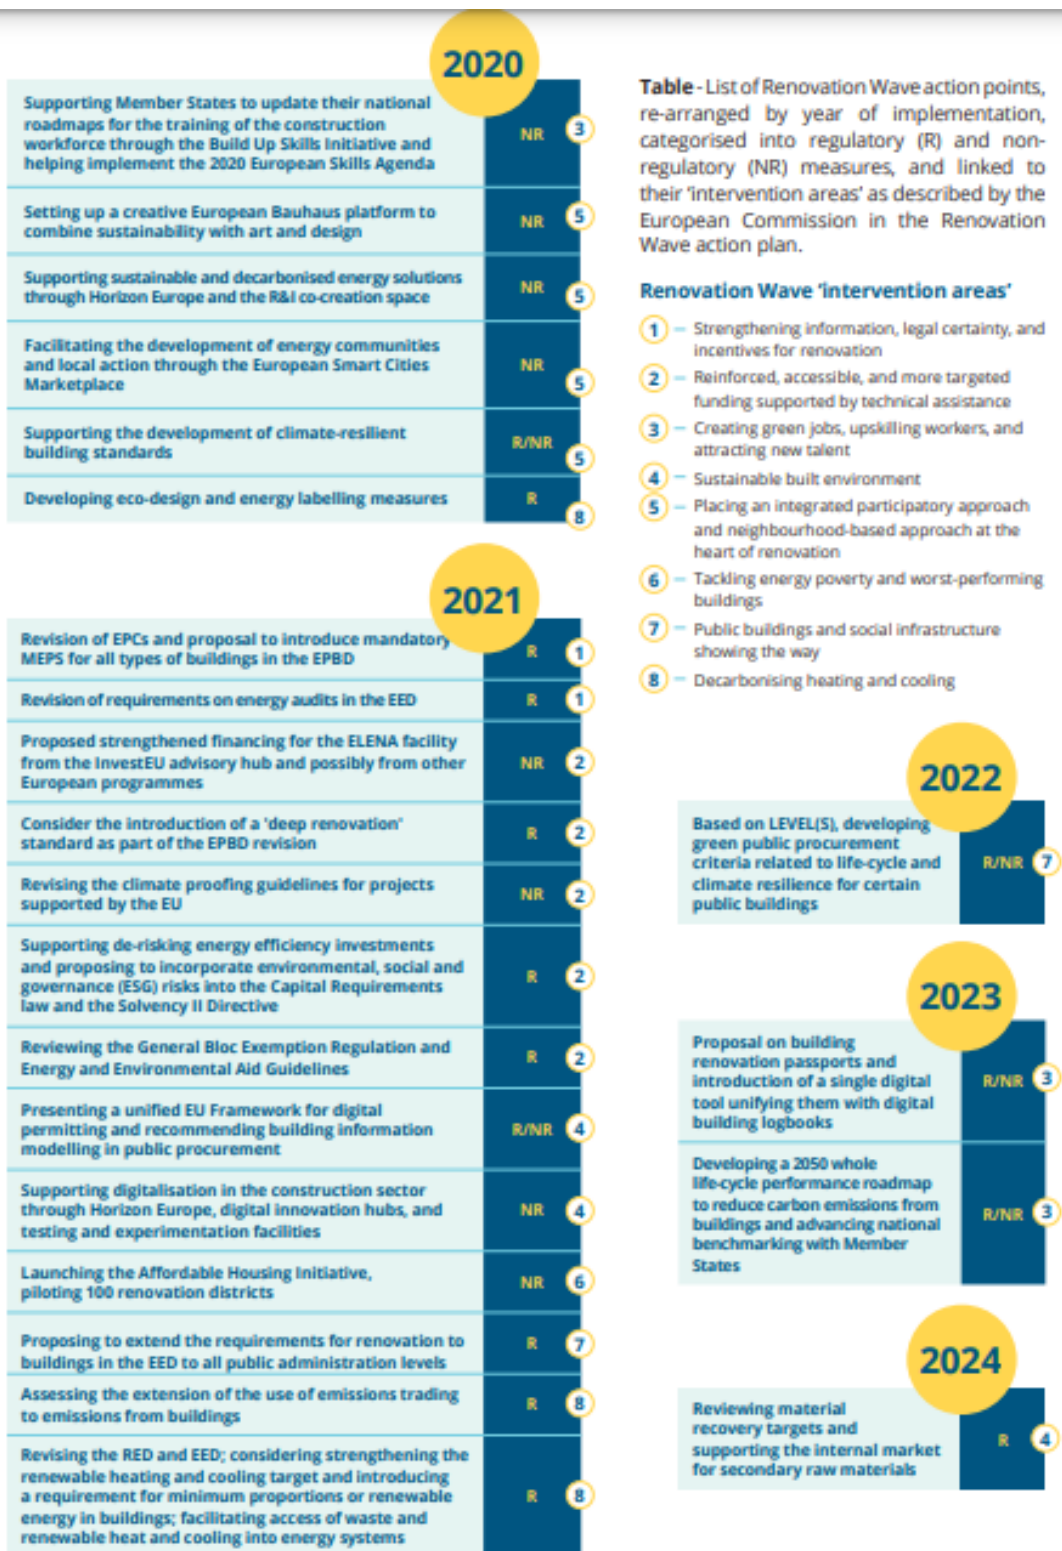 2020
Supporting Member States to update their national
roadmaps for the training of the construction
workforce through the Build Up Skills Initiative and
helping implement the 2020 European Skills Agenda
NR
3
Setting up a creative European Bauhaus platform to
combine sustainability with art and design
NR
5
Supporting sustainable and decarbonised energy solutions
through Horizon Europe and the R&I co-creation space
NR
5
Facilitating the development of energy communities
and local action through the European Smart Cities
Marketplace
NR
5
Supporting the development of climate-resilient
building standards
R/NR
5
Developing eco-design and energy labelling measures
R
8
2021
Revision of EPCs and proposal to introduce mandatory
MEPS for all types of buildings in the EPBD
R
1
Revision of requirements on energy audits in the EED
R
1
Proposed strengthened financing for the ELENA facility
from the InvestEU advisory hub and possibly from other
European programmes
NR
2
Consider the introduction of a 'deep renovation'
standard as part of the EPBD revision
R
2
Revising the climate proofing guidelines for projects
supported by the EU
NR
2
Supporting de-risking energy efficiency investments
and proposing to incorporate environmental, social and
governance (ESG) risks into the Capital Requirements
law and the Solvency II Directive
R
2
Reviewing the General Bloc Exemption Regulation and
Energy and Environmental Aid Guidelines
R
2
Presenting a unified EU Framework for digital
permitting and recommending building information
modelling in public procurement
R/NR
4
Supporting digitalisation in the construction sector
through Horizon Europe, digital innovation hubs, and
testing and experimentation facilities
NR
4
Launching the Affordable Housing Initiative,
piloting 100 renovation districts
NR
6
Proposing to extend the requirements for renovation to
buildings in the EED to all public administration levels
R
7
Assessing the extension of the use of emissions trading
to emissions from buildings
R
8
Revising the RED and EED; considering strengthening the
renewable heating and cooling target and introducing
a requirement for minimum proportions or renewable
energy in buildings; facilitating access of waste and
renewable heat and cooling into energy systems
R
8
Table - List of Renovation Wave action points,
re-arranged by year of implementation,
categorised into regulatory (R) and non-
regulatory (NR) measures, and linked to
their 'intervention areas' as described by the
European Commission in the Renovation
Wave action plan.
Renovation Wave 'intervention areas'
1 – Strengthening information, legal certainty, and
incentives for renovation
2 – Reinforced, accessible, and more targeted
funding supported by technical assistance
3 – Creating green jobs, upskilling workers, and
attracting new talent
4 – Sustainable built environment
5 – Placing an integrated participatory approach
and neighbourhood-based approach at the
heart of renovation
6 – Tackling energy poverty and worst-performing
buildings
7 – Public buildings and social infrastructure
showing the way
8 – Decarbonising heating and cooling
2022
Based on LEVEL(S), developing
green public procurement
criteria related to life-cycle and
climate resilience for certain
public buildings
R/NR
7
2023
Proposal on building
renovation passports and
introduction of a single digital
tool unifying them with digital
building logbooks
R/NR
3
Developing a 2050 whole
life-cycle performance roadmap
to reduce carbon emissions from
buildings and advancing national
benchmarking with Member
States
R/NR
3
2024
Reviewing material
recovery targets and
supporting the internal market
for secondary raw materials
R
4